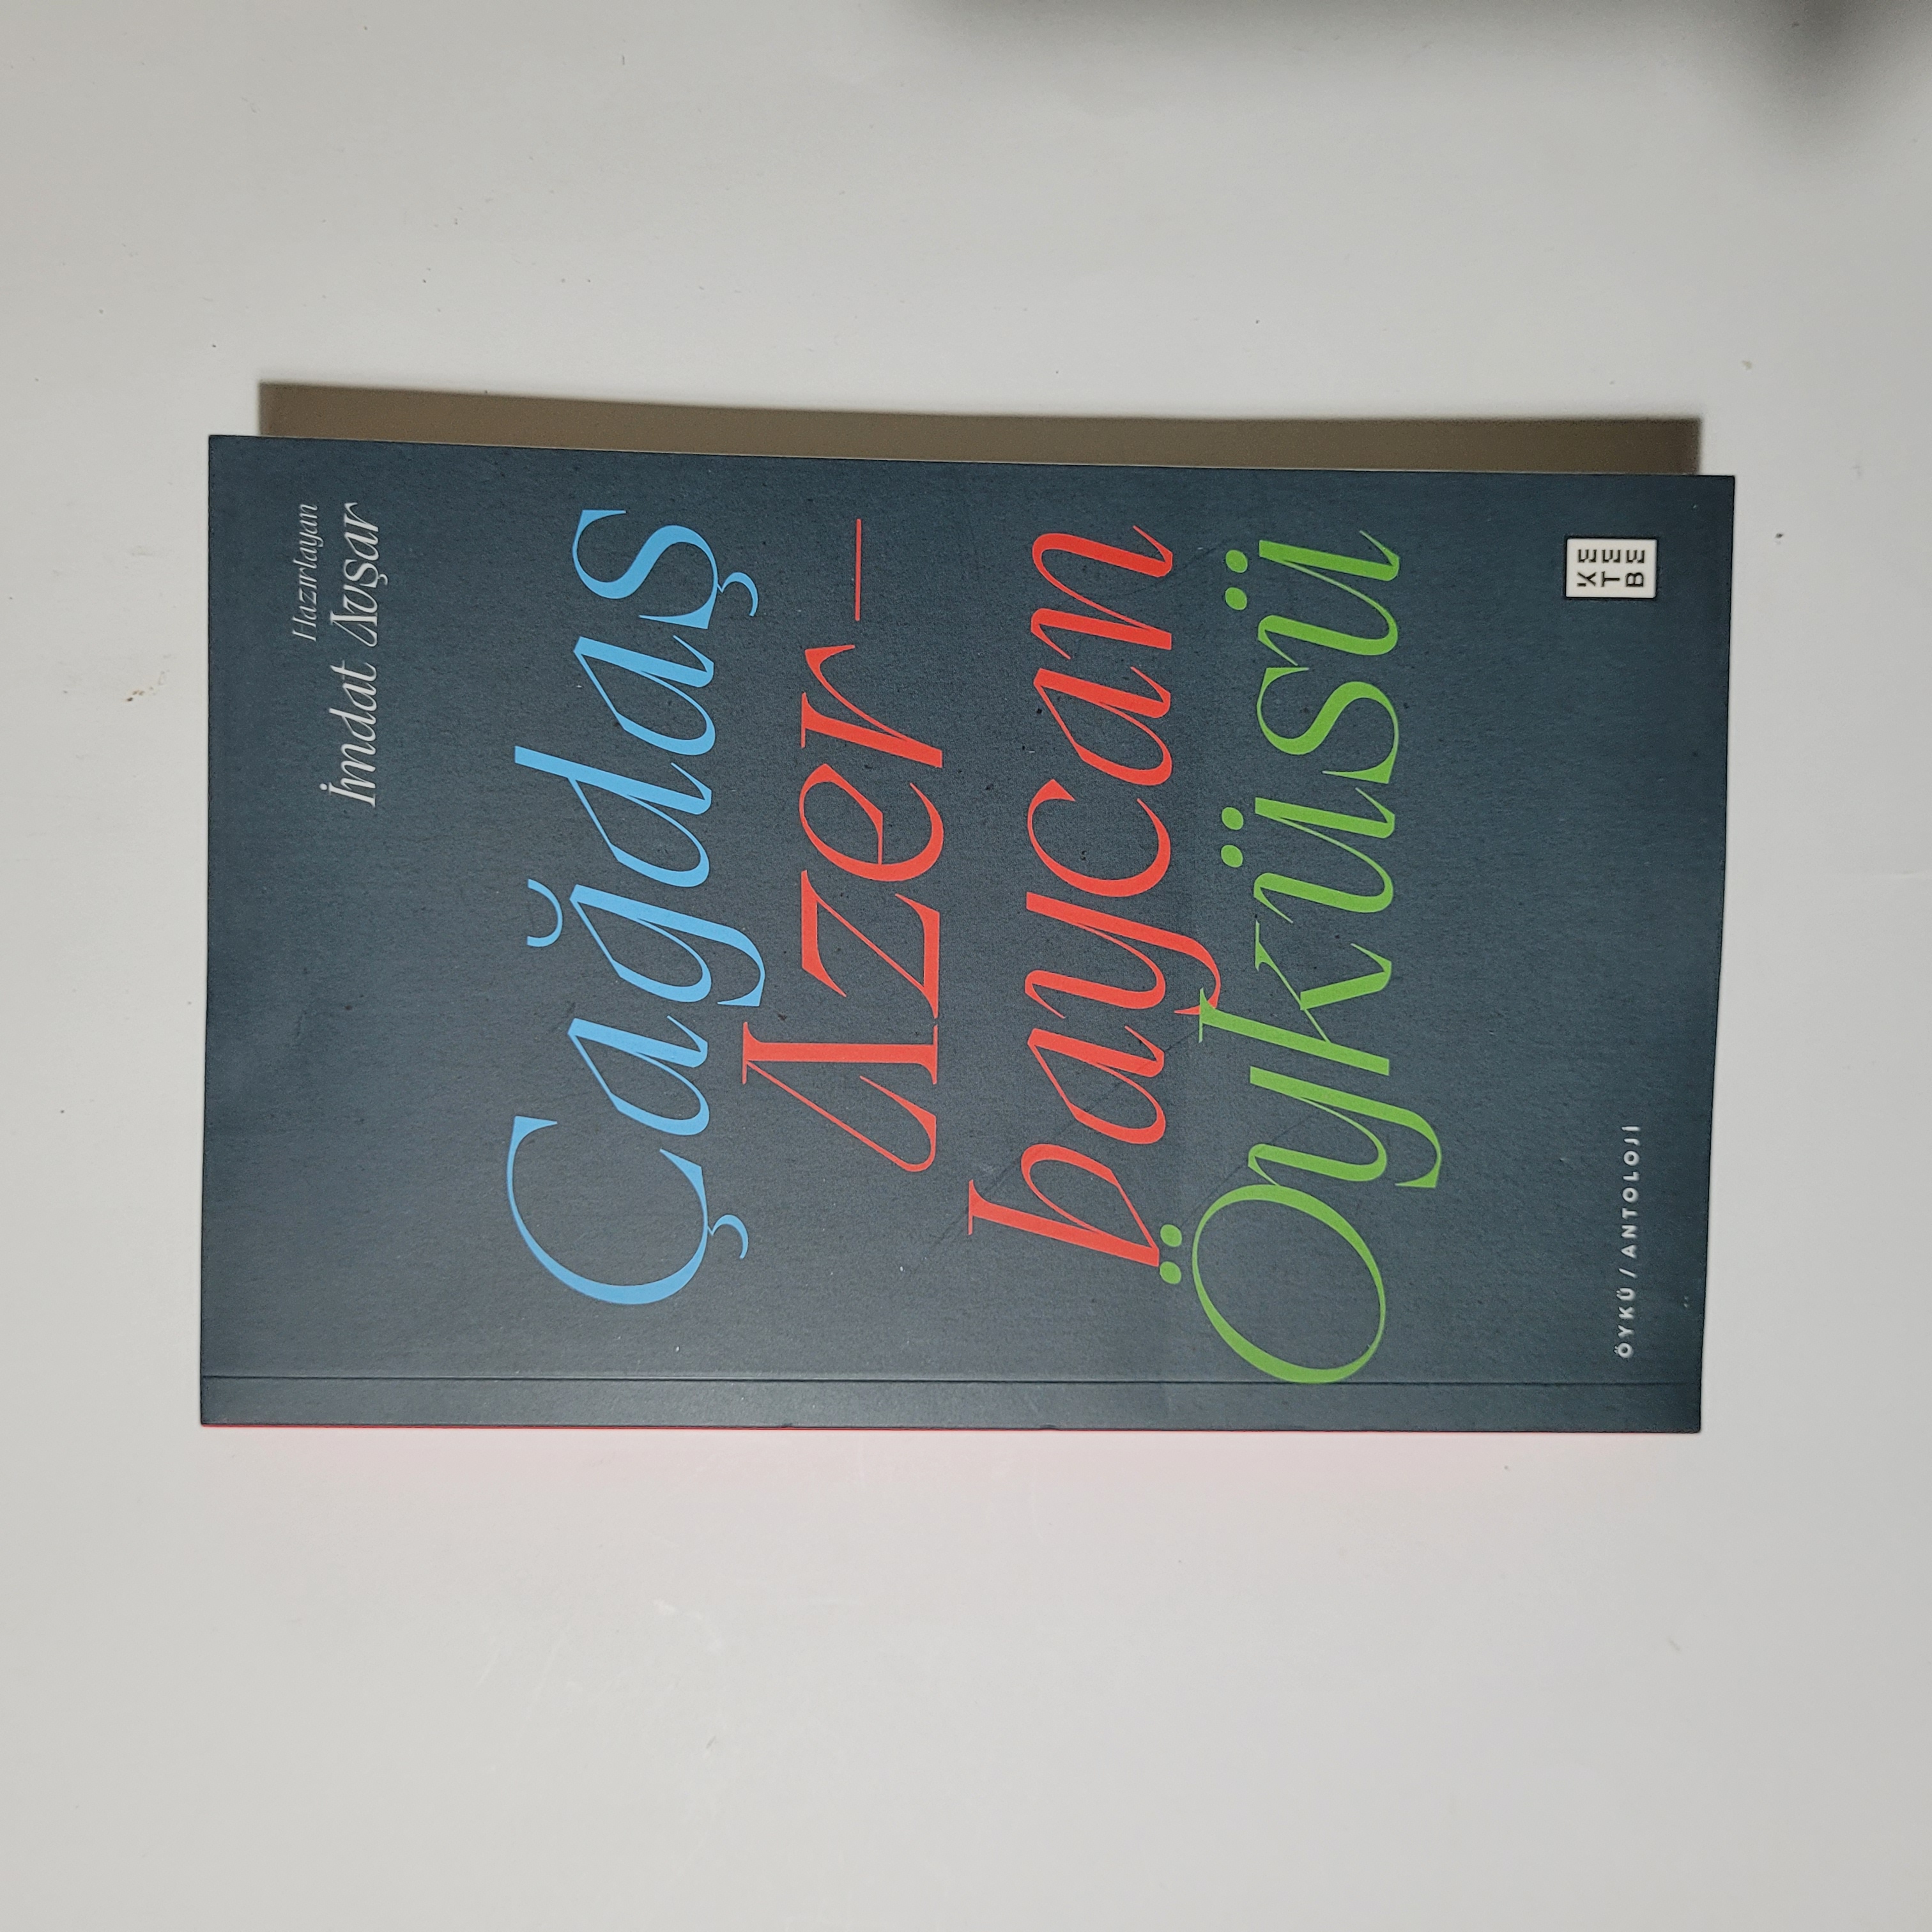 Hazırlayan
İmdat Avşar
Çağdaş
Azer–
baycan
Öyküsü
ÖYKÜ / ANTOLOJİ
KE
TE
BE